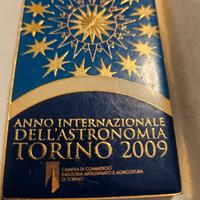 ANNO INTERNAZIONALE
DELL'ASTRONOMIA
TORINO 2009
CAMERA DI COMMERCIO
INDUSTRIA ARTIGIANATO E AGRICOLTURA
DI TORINO